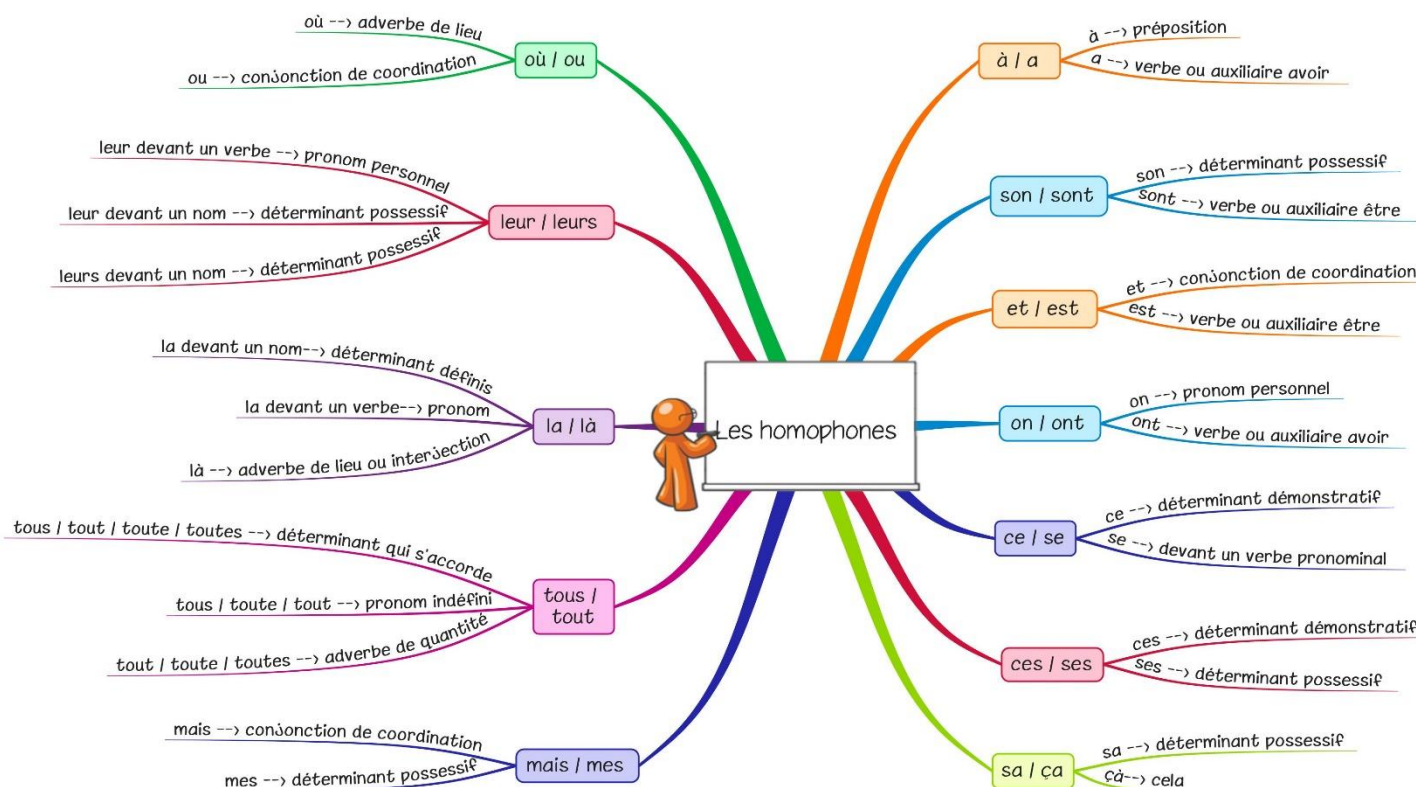 Les homophones
à / a
à --> préposition
a --> verbe ou auxiliaire avoir
son / sont
son --> déterminant possessif
sont --> verbe ou auxiliaire être
et / est
et --> conjonction de coordination
est --> verbe ou auxiliaire être
on / ont
on --> pronom personnel
ont --> verbe ou auxiliaire avoir
ce / se
ce --> déterminant démonstratif
se --> devant un verbe pronominal
ces / ses
ces --> déterminant démonstratif
ses --> déterminant possessif
sa / ça
sa --> déterminant possessif
çà--> cela
où / ou
où --> adverbe de lieu
ou --> conjonction de coordination
leur / leurs
leur devant un verbe --> pronom personnel
leur devant un nom --> déterminant possessif
leurs devant un nom --> déterminant possessif
la / là
la devant un nom--> déterminant définis
la devant un verbe--> pronom
là --> adverbe de lieu ou interjection
tous /
tout
tous / tout / toute / toutes --> déterminant qui s'accorde
tous / toute / tout --> pronom indéfini
tout / toute / toutes --> adverbe de quantité
mais / mes
mais --> conjonction de coordination
mes --> déterminant possessif